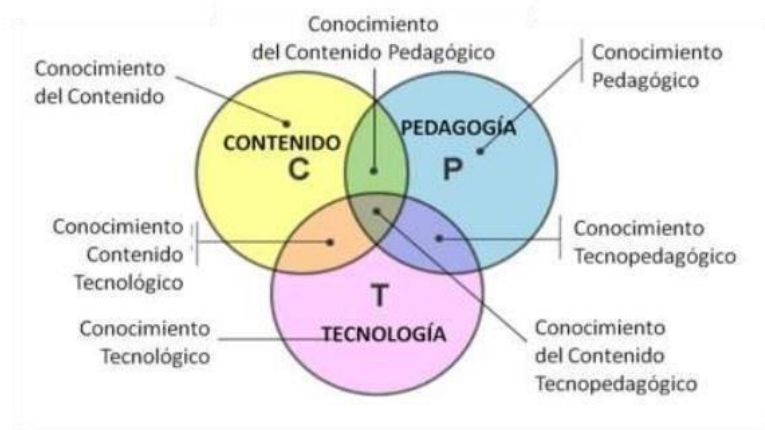 Conocimiento
del Contenido Pedagógico
Conocimiento
del Contenido
Conocimiento
Pedagógico
CONTENIDO
C
PEDAGOGÍA
P
Conocimiento
Contenido
Tecnológico
Conocimiento
Tecnopedagógico
T
TECNOLOGÍA
Conocimiento
Tecnológico
Conocimiento
del Contenido
Tecnopedagógico